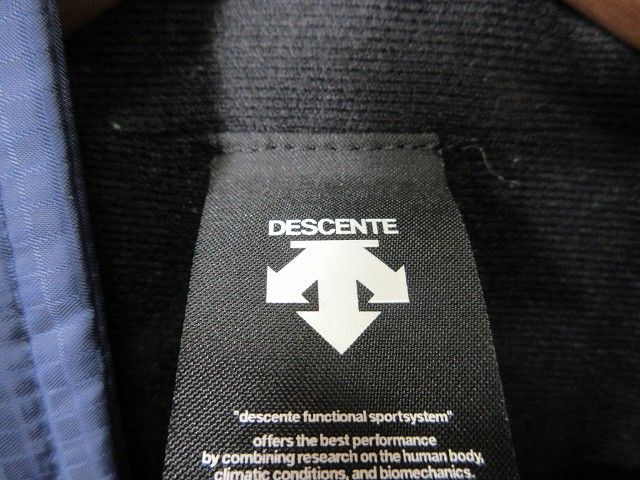 DESCENTE
"descente functional sportsystem"
offers the best performance
by combining research on the human body,
climatic conditions, and biomechanics.